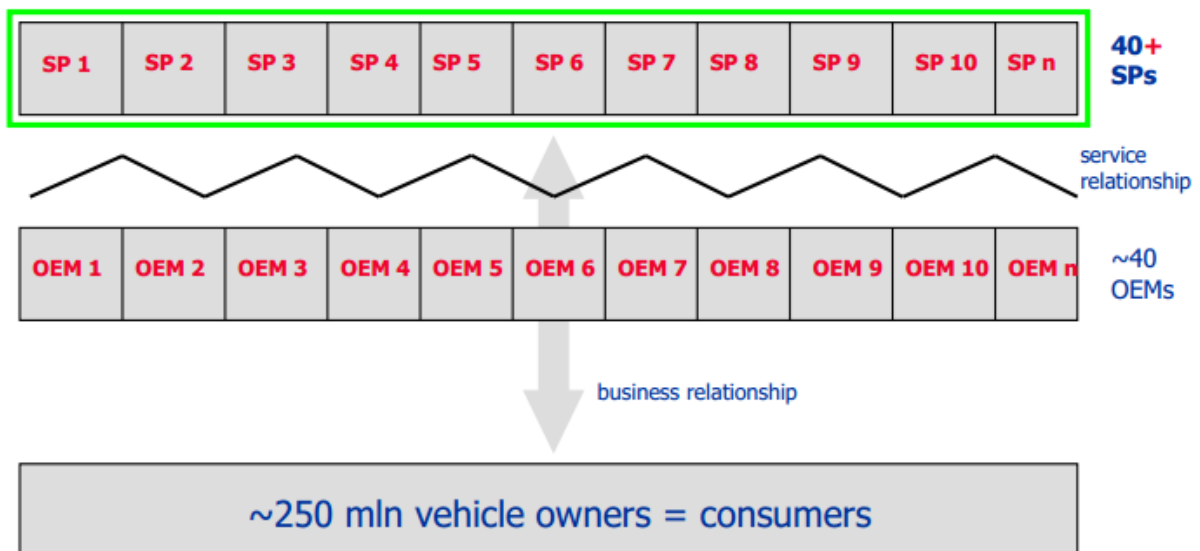 SP 1 SP 2 SP 3 SP 4 SP 5 SP 6 SP 7 SP 8 SP 9 SP 10 SP n
40+
SPs
service
relationship
OEM 1 OEM 2 OEM 3 OEM 4 OEM 5 OEM 6 OEM 7 OEM 8 OEM 9 OEM 10 OEM n
~40
OEMs
business relationship
~250 mln vehicle owners = consumers